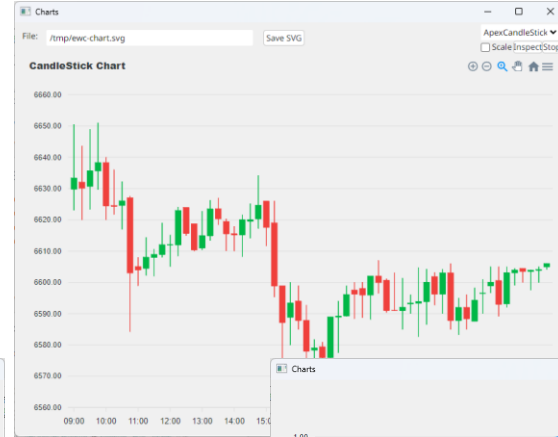 Charts
File: /tmp/ewc-chart.svg Save SVG ApexCandleStick
Scale Inspect Stop
CandleStick Chart
6660.00
6650.00
6640.00
6630.00
6620.00
6610.00
6600.00
6590.00
6580.00
6570.00
6560.00
09:00 10:00 11:00 12:00 13:00 14:00
Charts
1.00